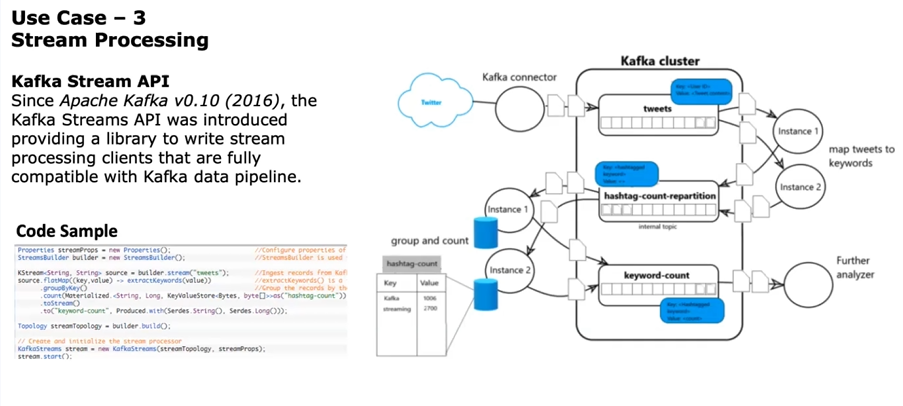 Use Case – 3
Stream Processing
Kafka Stream API
Since Apache Kafka v0.10 (2016), the
Kafka Streams API was introduced
providing a library to write stream
processing clients that are fully
compatible with Kafka data pipeline.
Code Sample
Properties streamProps = new Properties(); //Configure properties of
StreamsBuilder builder = new StreamsBuilder(); //StreamsBuilder is used
KStream<String, String> source = builder.stream("tweets"); //Ingest records from Kaf
source.flatMap((key,value) -> extractKeywords(value)) //extractKeywords() is a
.groupByKey() //Group the records by the
.count(Materialized.<String, Long, KeyValueStore<Bytes, byte[]>>as("hashtag-count"))
.toStream()
.to("keyword-count", Produced.with(Serdes.String(), Serdes.Long()));
Topology streamTopology = builder.build();
// Create and initialize the stream processor
KafkaStreams stream = new KafkaStreams(streamTopology, streamProps);
stream.start();
Kafka cluster
Kafka connector
Twitter
tweets
Instance 1
map tweets to
keywords
Instance 2
hashtag-count-repartition
internal topic
Instance 1
group and count
Instance 2
hashtag-count
Key Value
Kafka 1006
streaming 2700
keyword-count
Further
analyzer